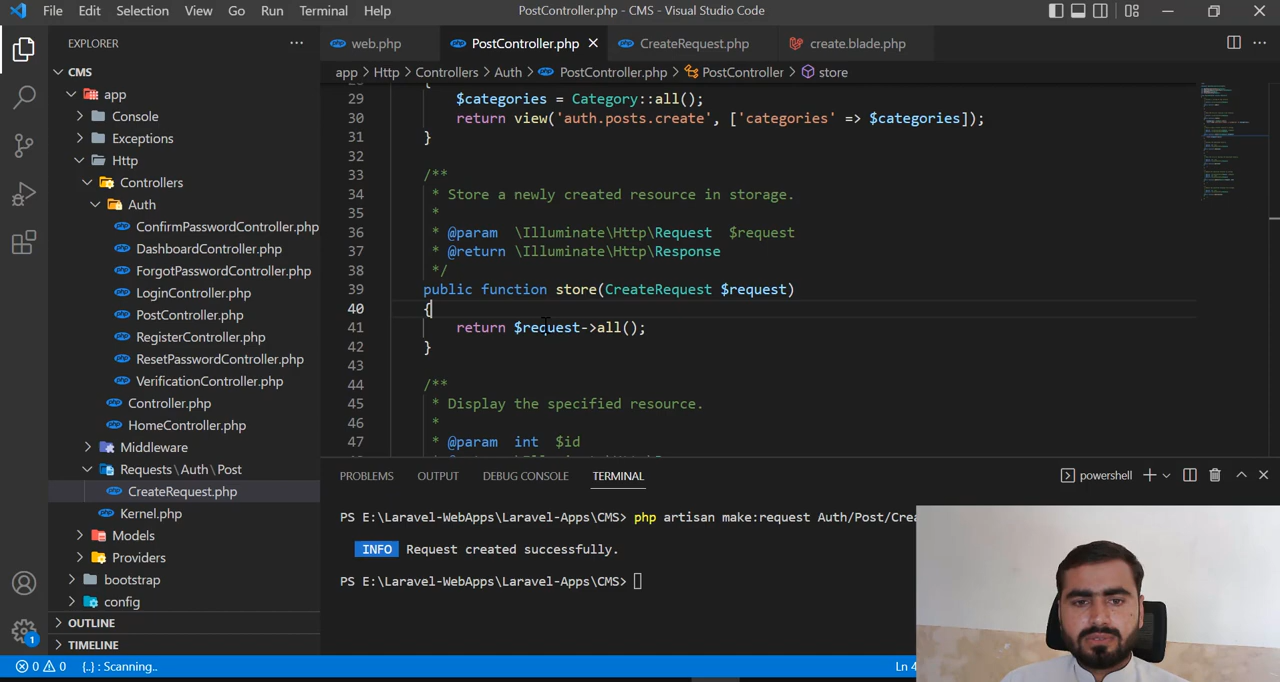 File Edit Selection View Go Run Terminal Help PostController.php - CMS - Visual Studio Code
EXPLORER
CMS
app
Console
Exceptions
Http
Controllers
Auth
ConfirmPasswordController.php
DashboardController.php
ForgotPasswordController.php
LoginController.php
PostController.php
RegisterController.php
ResetPasswordController.php
VerificationController.php
Controller.php
HomeController.php
Middleware
Requests\Auth\Post
CreateRequest.php
Kernel.php
Models
Providers
bootstrap
config
OUTLINE
TIMELINE
web.php PostController.php CreateRequest.php create.blade.php
app > Http > Controllers > Auth > PostController.php > PostController > store
29 $categories = Category::all();
30 return view('auth.posts.create', ['categories' => $categories]);
31 }
32
33 /**
34 * Store a newly created resource in storage.
35 *
36 * @param \Illuminate\Http\Request $request
37 * @return \Illuminate\Http\Response
38 */
39 public function store(CreateRequest $request)
40 {
41 return $request->all();
42 }
43
44 /**
45 * Display the specified resource.
46 *
47 * @param int $id
PROBLEMS OUTPUT DEBUG CONSOLE TERMINAL powershell
PS E:\Laravel-WebApps\Laravel-Apps\CMS> php artisan make:request Auth/Post/Crea
INFO Request created successfully.
PS E:\Laravel-WebApps\Laravel-Apps\CMS>
1
0 0 {..} : Scanning.. Ln 4